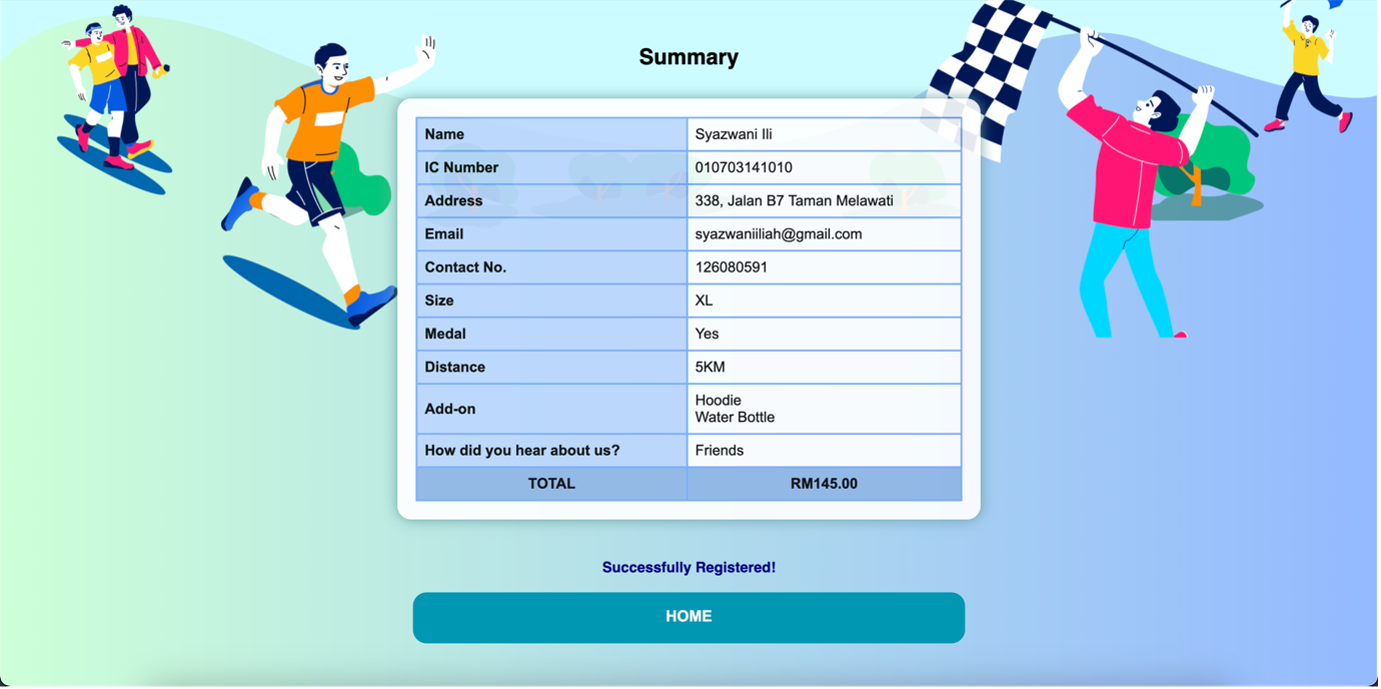 Summary
Name Syazwani Ili
IC Number 010703141010
Address 338, Jalan B7 Taman Melawati
Email syazwaniiliah@gmail.com
Contact No. 126080591
Size XL
Medal Yes
Distance 5KM
Add-on Hoodie
Water Bottle
How did you hear about us? Friends
TOTAL RM145.00
Successfully Registered!
HOME